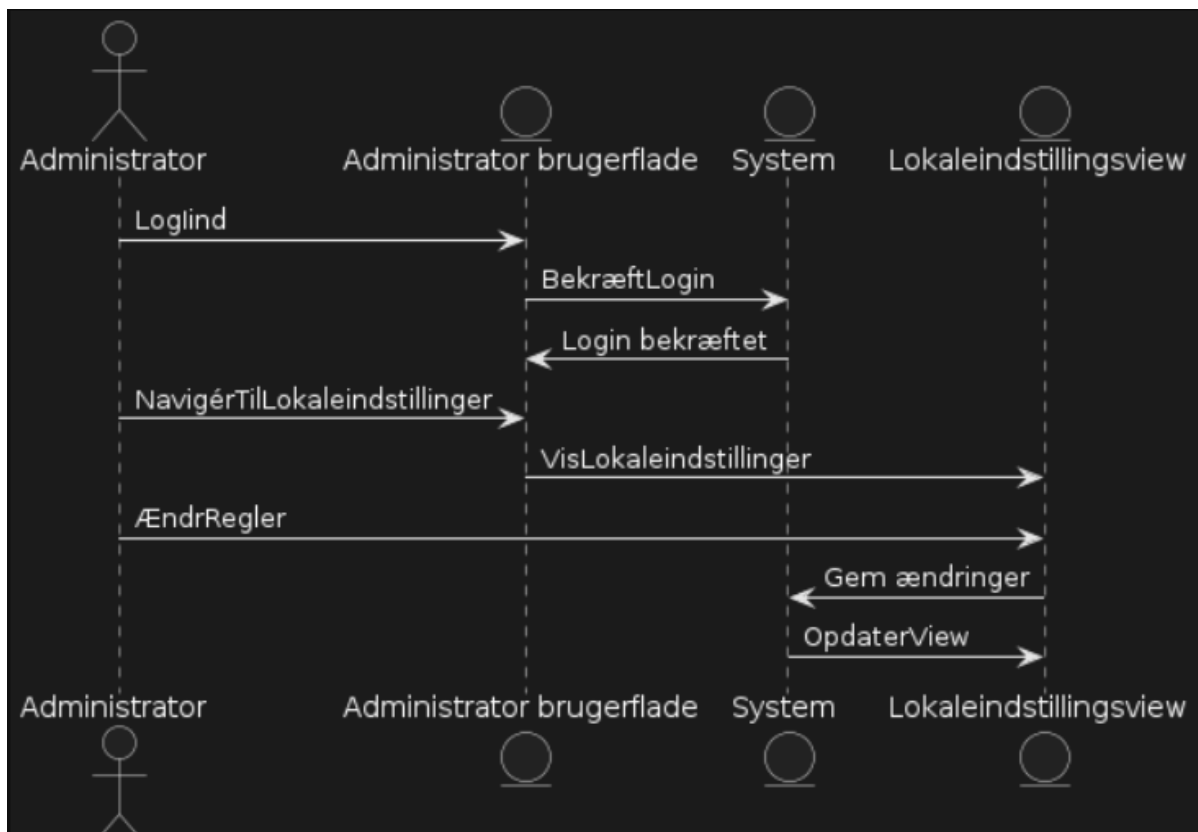 Administrator
Administrator brugerflade
System
Lokaleindstillingsview
LogIind
BekræftLogin
Login bekræftet
NavigérTilLokaleindstillinger
VisLokaleindstillinger
ÆndrRegler
Gem ændringer
OpdaterView
Administrator
Administrator brugerflade
System
Lokaleindstillingsview